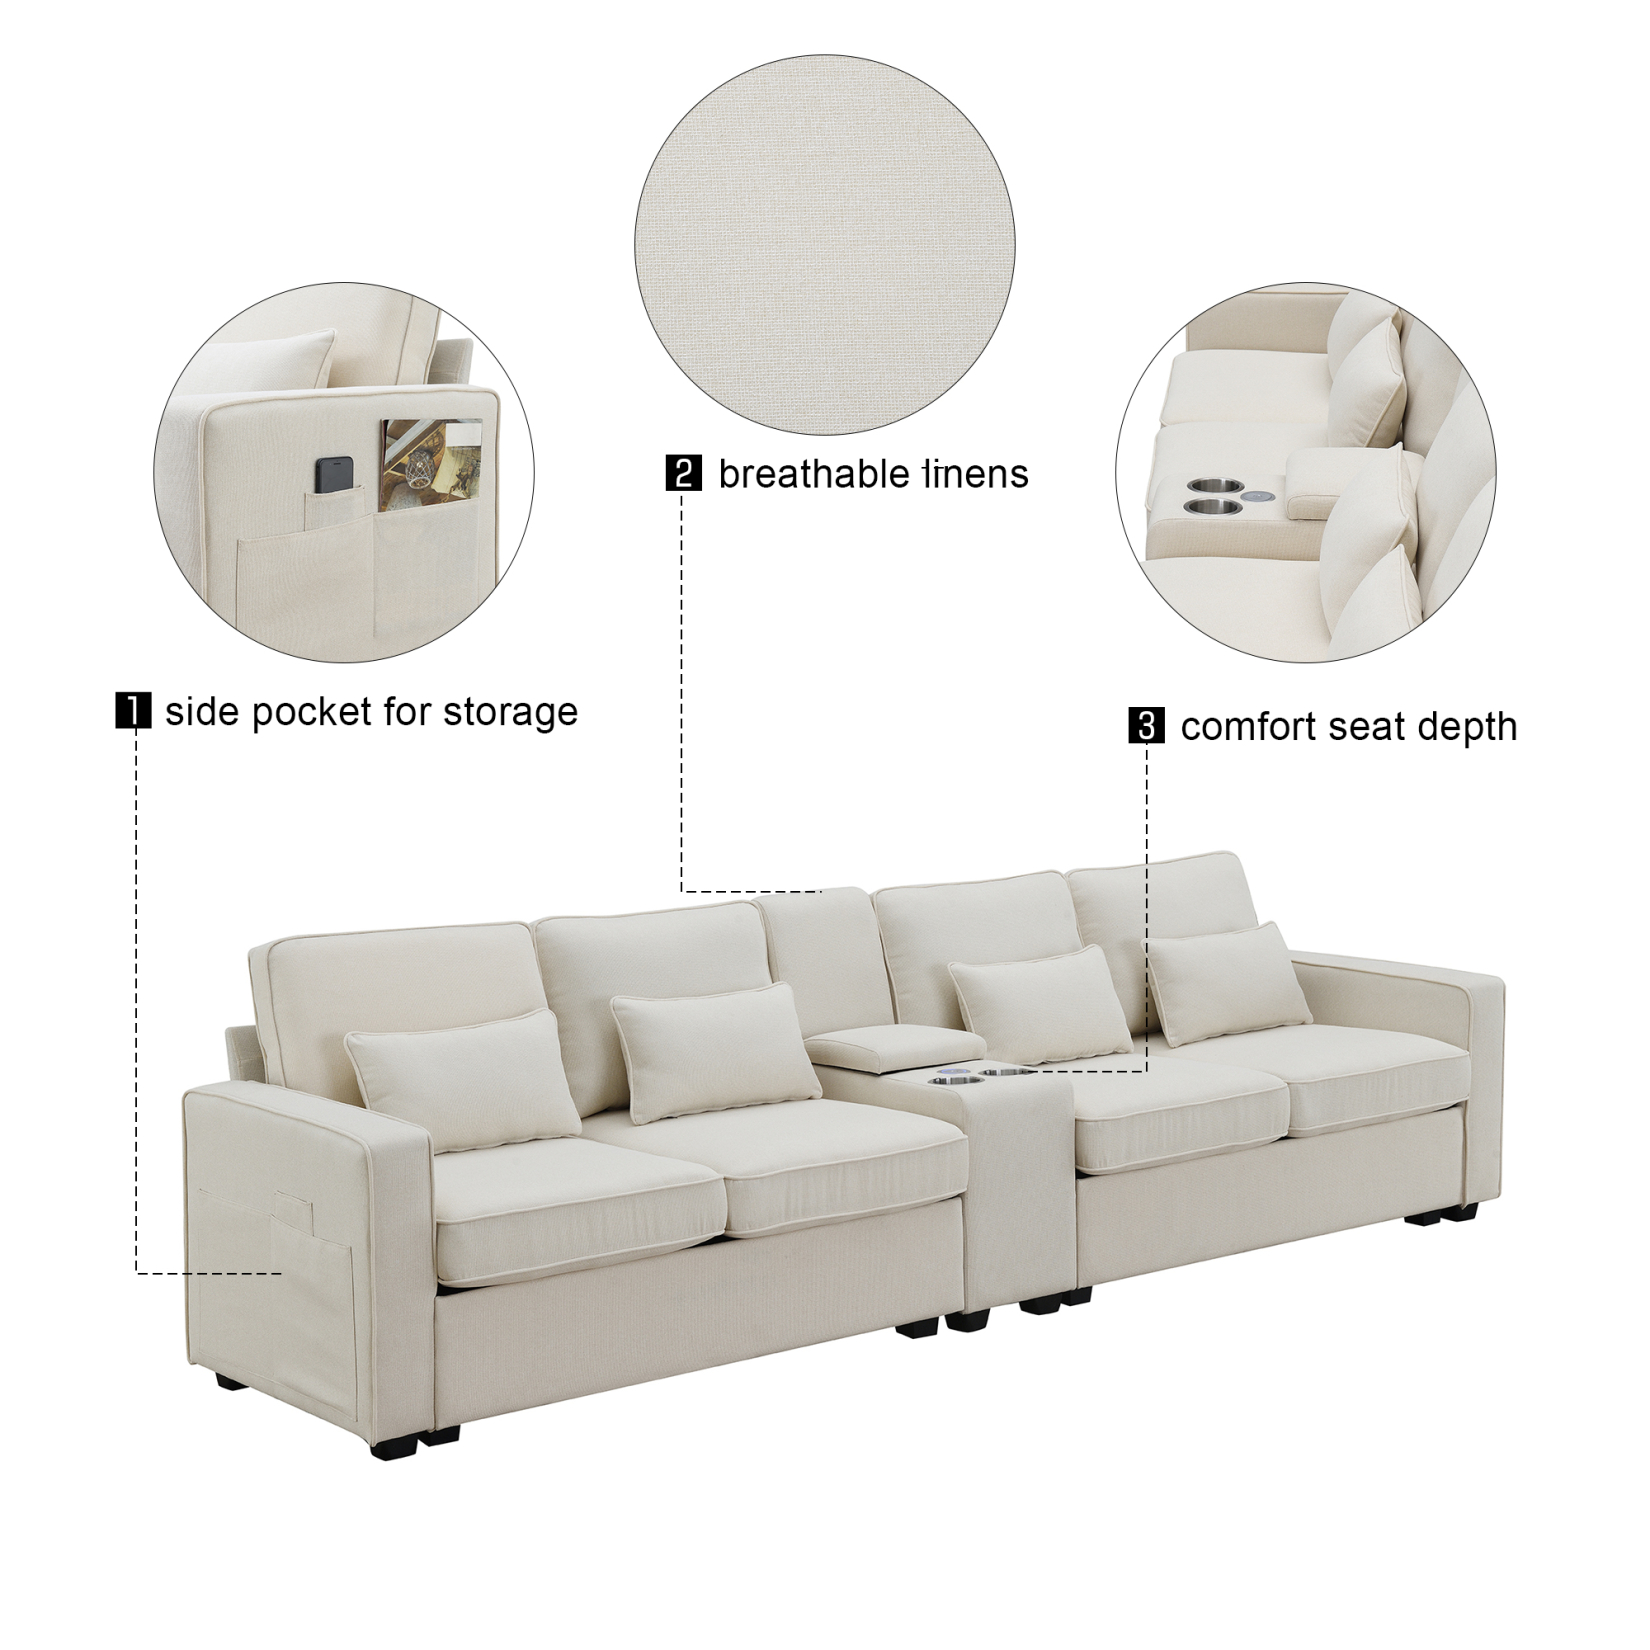 2 breathable linens
1 side pocket for storage
3 comfort seat depth